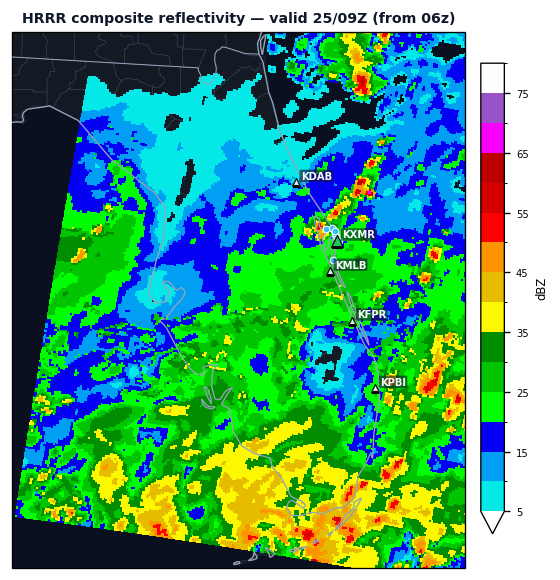 HRRR composite reflectivity — valid 25/09Z (from 06z)
75
65
55
45
35
25
15
5
dBZ
KDAB
KXMR
KMLB
KFPR
KPBI